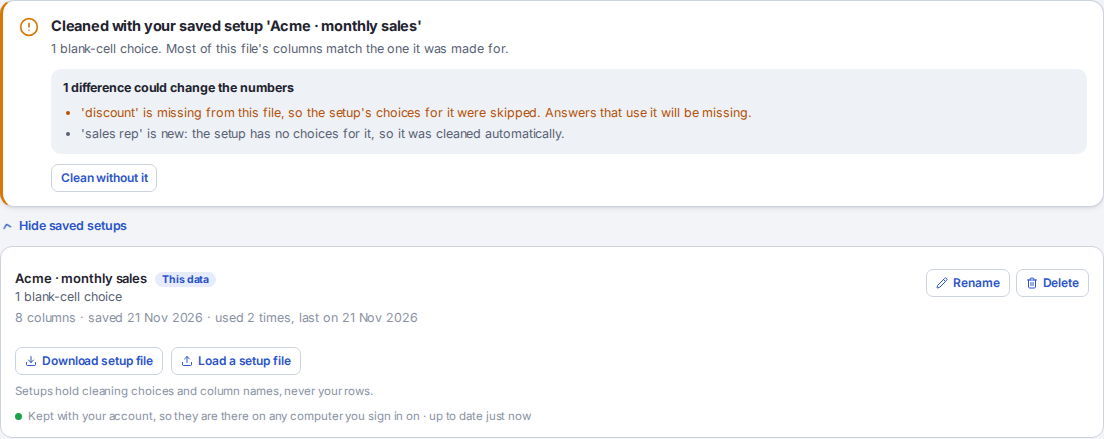 Cleaned with your saved setup 'Acme · monthly sales'
1 blank-cell choice. Most of this file's columns match the one it was made for.
1 difference could change the numbers
• 'discount' is missing from this file, so the setup's choices for it were skipped. Answers that use it will be missing.
• 'sales rep' is new: the setup has no choices for it, so it was cleaned automatically.
Clean without it
Hide saved setups
Acme · monthly sales This data
Rename Delete
1 blank-cell choice
8 columns · saved 21 Nov 2026 · used 2 times, last on 21 Nov 2026
Download setup file Load a setup file
Setups hold cleaning choices and column names, never your rows.
Kept with your account, so they are there on any computer you sign in on · up to date just now